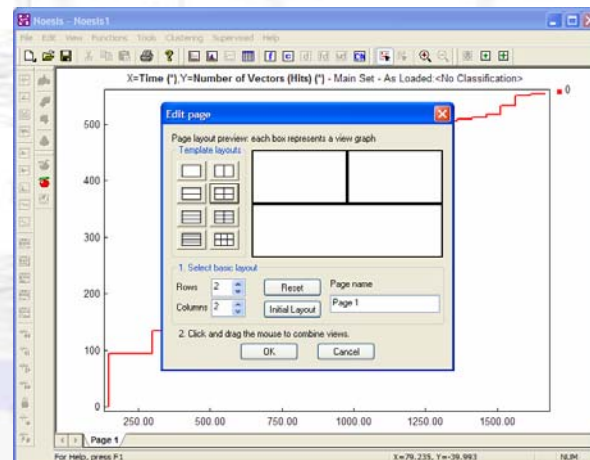 Noesis - Noesis1
File Edit View Functions Tools Clustering Supervised Help
X=Time (*),Y=Number of Vectors (Hits) (*) - Main Set - As Loaded:<No Classification>
0
500
400
300
200
100
0
250.00 500.00 750.00 1000.00 1250.00 1500.00
Edit page
Page layout preview: each box represents a view graph
Template layouts
1. Select basic layout
Rows 2 Reset Page name
Columns 2 Initial Layout Page 1
2. Click and drag the mouse to combine views.
OK Cancel
Page 1
For Help, press F1 X=79.235, Y=-39.993 NUM